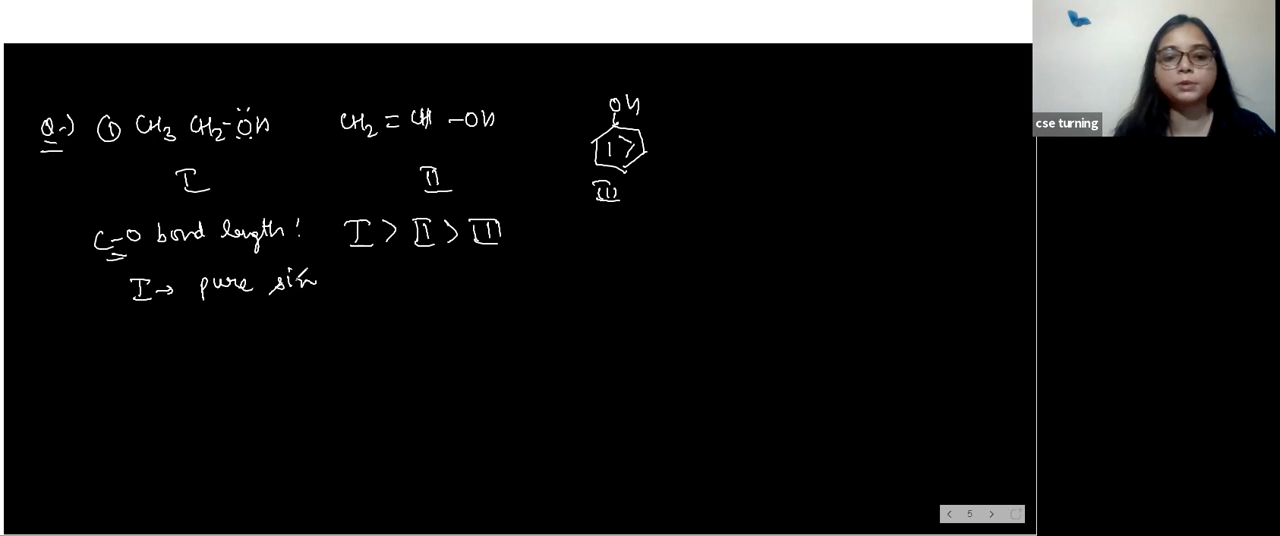 Q→) ① CH₃ CH₂-ÖH CH₂ = CH -OH OH
I II III
C-O bond length! I > II > III
I → pure sin
cse turning
< 5 >